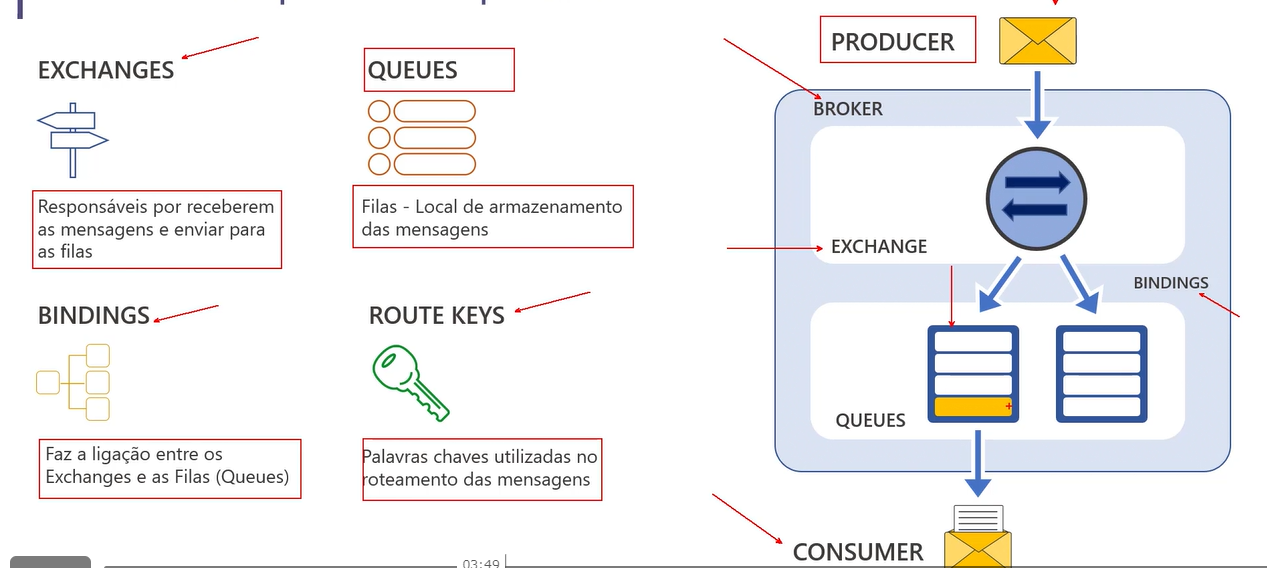 EXCHANGES
Responsáveis por receberem
as mensagens e enviar para
as filas
QUEUES
Filas - Local de armazenamento
das mensagens
BINDINGS
Faz a ligação entre os
Exchanges e as Filas (Queues)
ROUTE KEYS
Palavras chaves utilizadas no
roteamento das mensagens
PRODUCER
BROKER
EXCHANGE
BINDINGS
QUEUES
CONSUMER
03:49